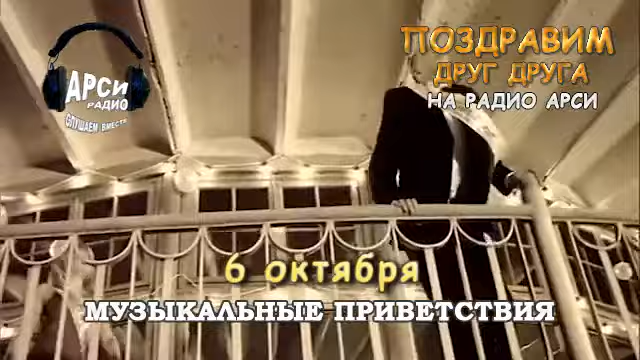 АРСИ
РАДИО
СЛУШАЕМ ВМЕСТЕ
ПОЗДРАВИМ
ДРУГ ДРУГА
НА РАДИО АРСИ
6 октября
МУЗЫКАЛЬНЫЕ ПРИВЕТСТВИЯ